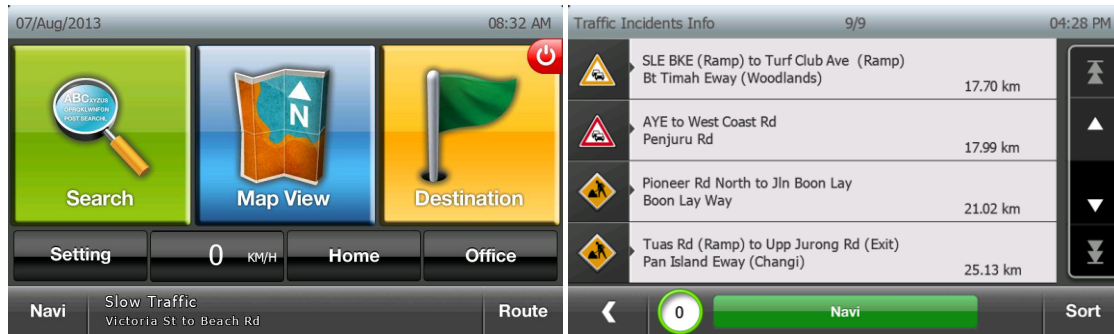 07/Aug/2013 08:32 AM
ABCXYZUS
OPRQKLWNFGN
POST SEARCHL
N
Search Map View Destination
Setting 0 KM/H Home Office
Navi Slow Traffic Route
Victoria St to Beach Rd
Traffic Incidents Info 9/9 04:28 PM
SLE BKE (Ramp) to Turf Club Ave (Ramp)
Bt Timah Eway (Woodlands) 17.70 km
AYE to West Coast Rd
Penjuru Rd 17.99 km
Pioneer Rd North to Jln Boon Lay
Boon Lay Way 21.02 km
Tuas Rd (Ramp) to Upp Jurong Rd (Exit)
Pan Island Eway (Changi) 25.13 km
0 Navi Sort